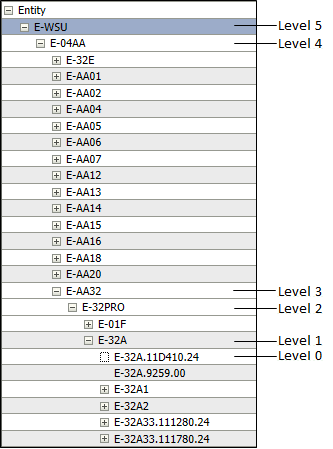 Entity
E-WSU Level 5
E-04AA Level 4
E-32E
E-AA01
E-AA02
E-AA04
E-AA05
E-AA06
E-AA07
E-AA12
E-AA13
E-AA14
E-AA15
E-AA16
E-AA18
E-AA20
E-AA32 Level 3
E-32PRO Level 2
E-01F
E-32A Level 1
E-32A.11D410.24 Level 0
E-32A.9259.00
E-32A1
E-32A2
E-32A33.111280.24
E-32A33.111780.24